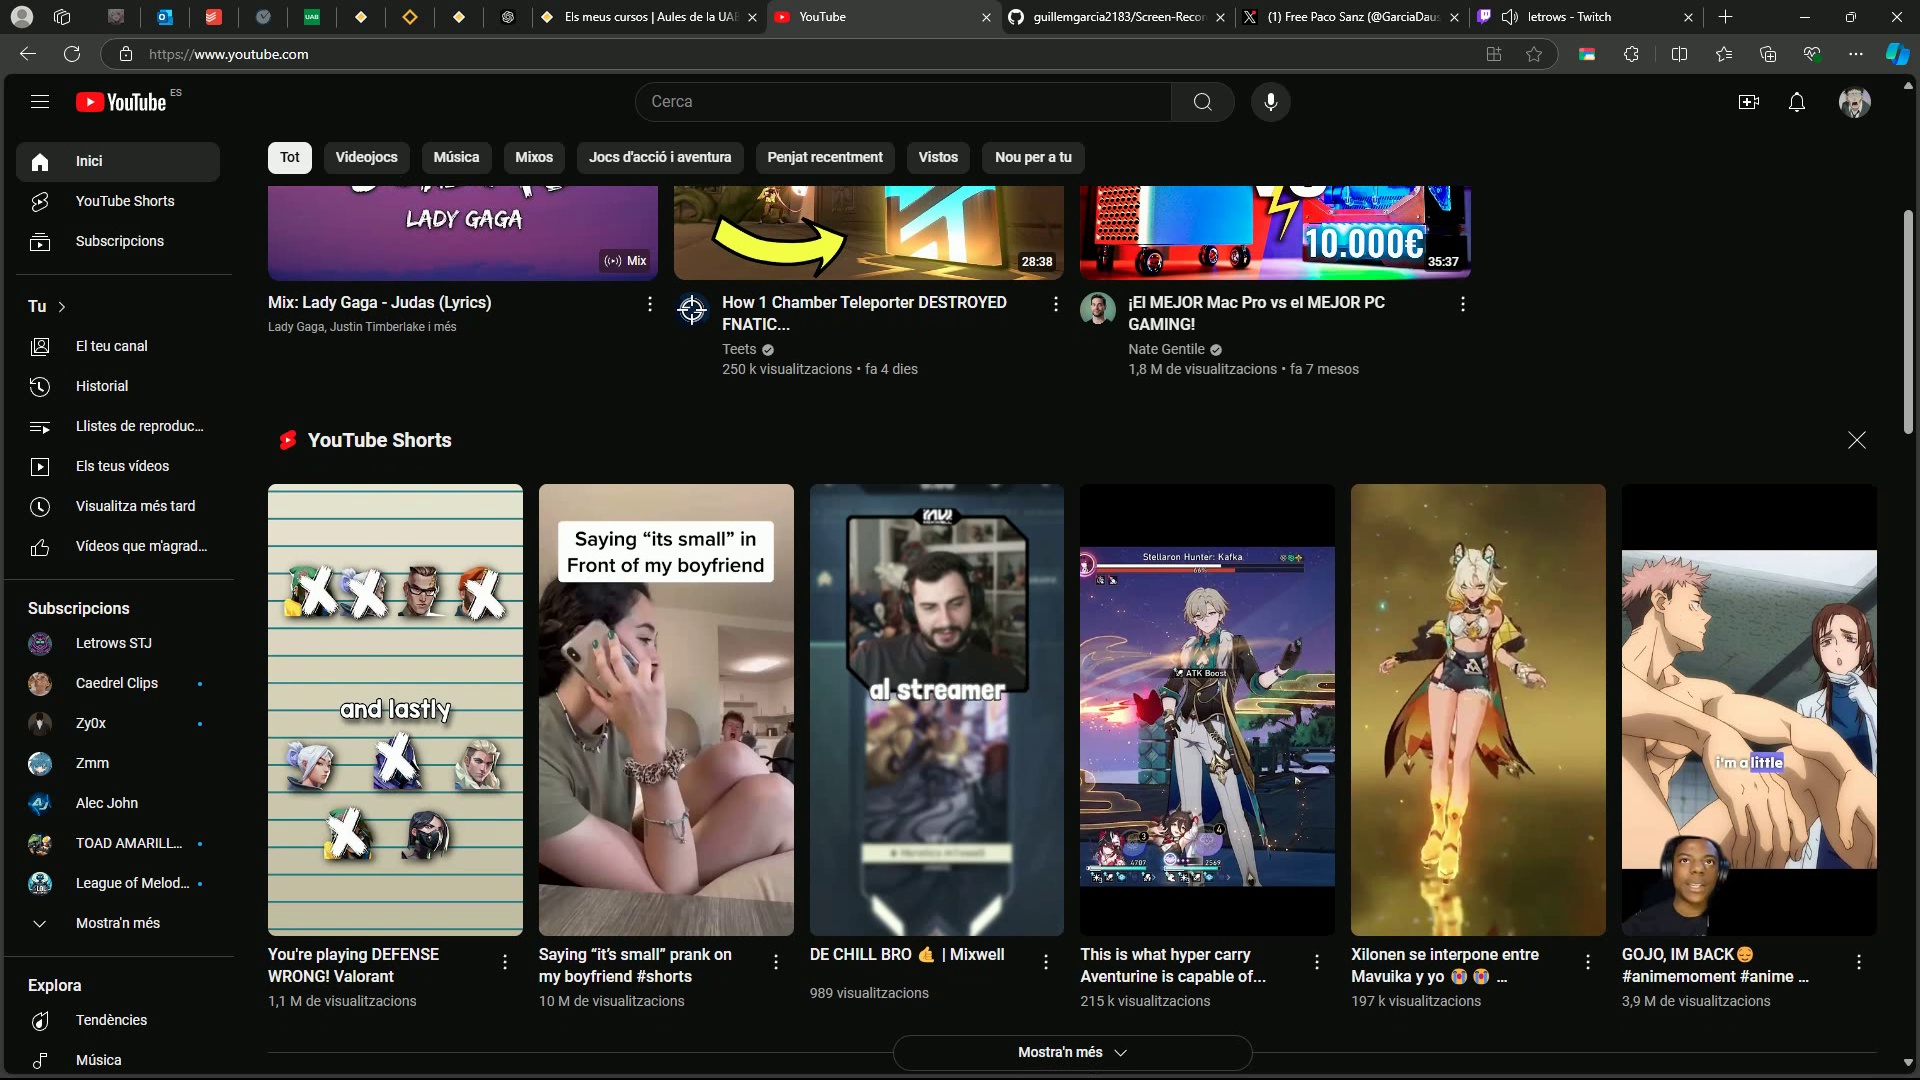 Els meus cursos | Aules de la UAB
YouTube
guillemgarcia2183/Screen-Recor
(1) Free Paco Sanz (@GarciaDaus
letrows - Twitch
https://www.youtube.com
YouTube ES
Cerca
Inici
YouTube Shorts
Subscripcions
Tu
El teu canal
Historial
Llistes de reproduc...
Els teus vídeos
Visualitza més tard
Vídeos que m'agrad...
Subscripcions
Letrows STJ
Caedrel Clips
Zy0x
Zmm
Alec John
TOAD AMARILL...
League of Melod...
Mostra'n més
Explora
Tendències
Música
Tot
Videojocs
Música
Mixos
Jocs d'acció i aventura
Penjat recentment
Vistos
Nou per a tu
LADY GAGA
Mix
Mix: Lady Gaga - Judas (Lyrics)
Lady Gaga, Justin Timberlake i més
28:38
How 1 Chamber Teleporter DESTROYED
FNATIC...
Teets
250 k visualitzacions • fa 4 dies
10.000€
35:37
¡El MEJOR Mac Pro vs el MEJOR PC
GAMING!
Nate Gentile
1,8 M de visualitzacions • fa 7 mesos
YouTube Shorts
and lastly
You're playing DEFENSE
WRONG! Valorant
1,1 M de visualitzacions
Saying “its small” in
Front of my boyfriend
Saying “it’s small” prank on
my boyfriend #shorts
10 M de visualitzacions
al streamer
DE CHILL BRO 🤙 | Mixwell
989 visualitzacions
Stellaron Hunter: Kafka
66%
ATK Boost
3
4
4707
2569
This is what hyper carry
Aventurine is capable of...
215 k visualitzacions
Xilonen se interpone entre
Mavuika y yo 😭 😭 ...
197 k visualitzacions
i'm a little
GOJO, IM BACK😌
#animemoment #anime ...
3,9 M de visualitzacions
Mostra'n més